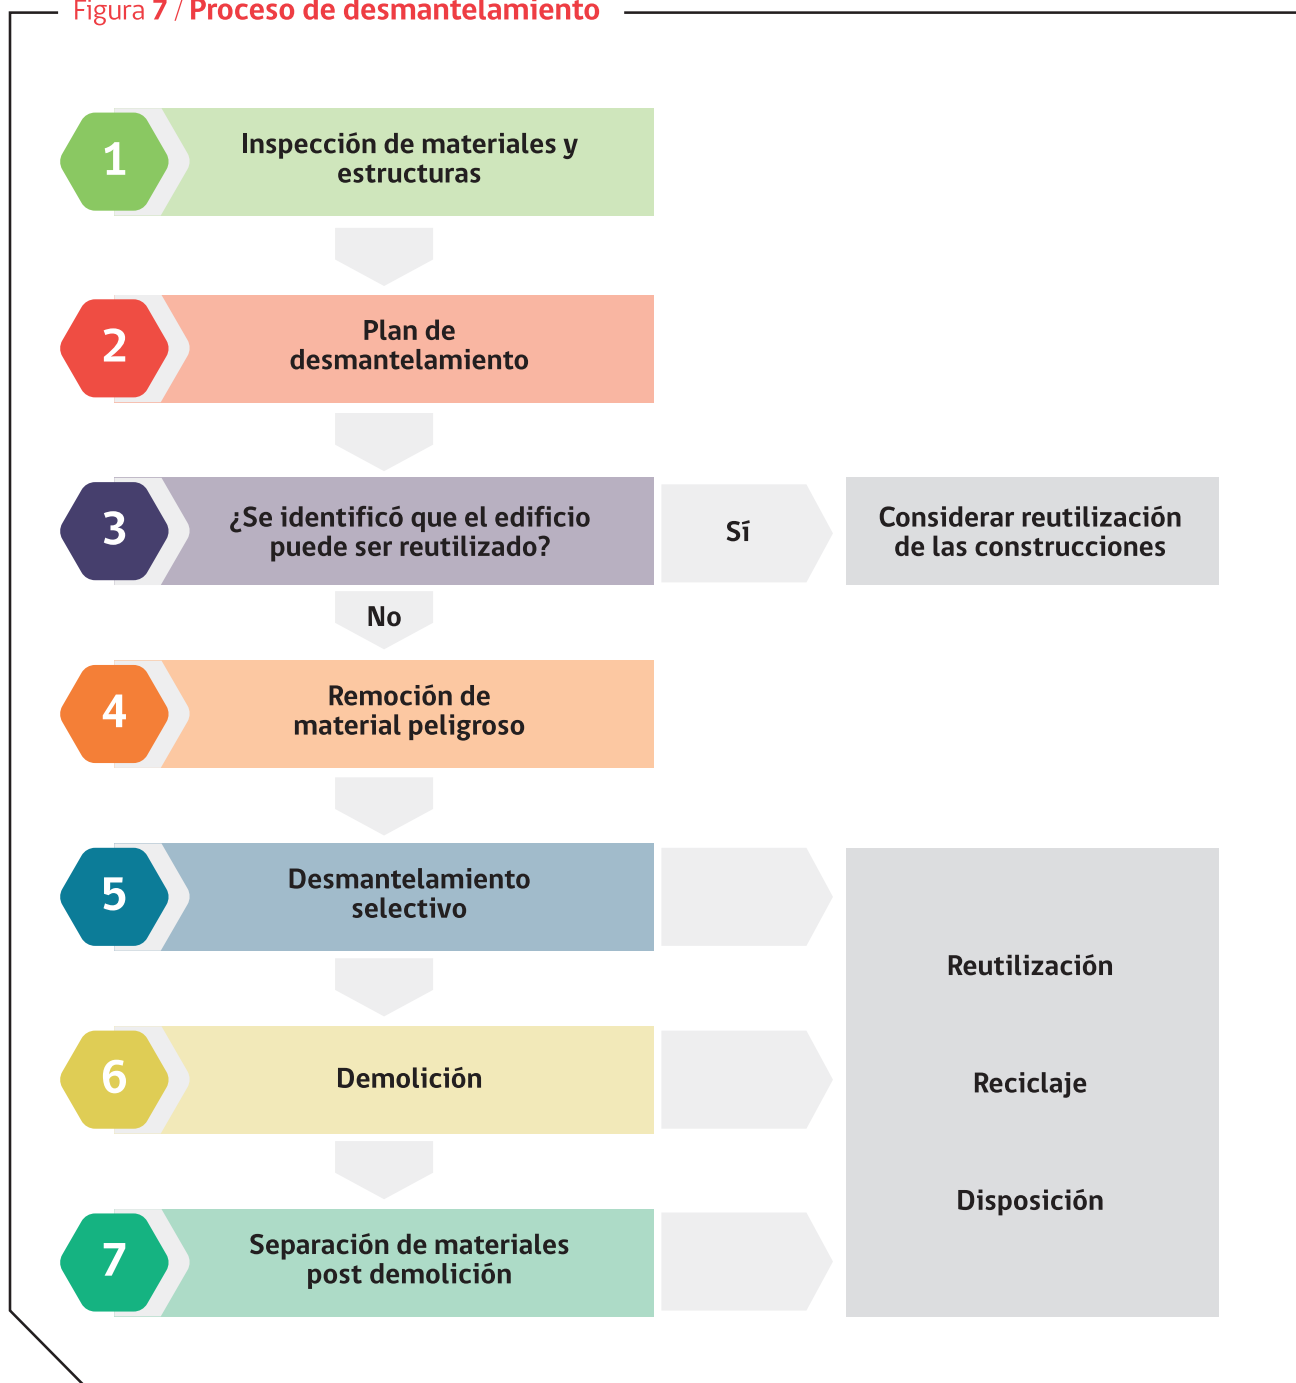 Figura 7 / Proceso de desmantelamiento
1
Inspección de materiales y
estructuras
2
Plan de
desmantelamiento
3
¿Se identificó que el edificio
puede ser reutilizado?
Sí
Considerar reutilización
de las construcciones
No
4
Remoción de
material peligroso
5
Desmantelamiento
selectivo
6
Demolición
7
Separación de materiales
post demolición
Reutilización
Reciclaje
Disposición